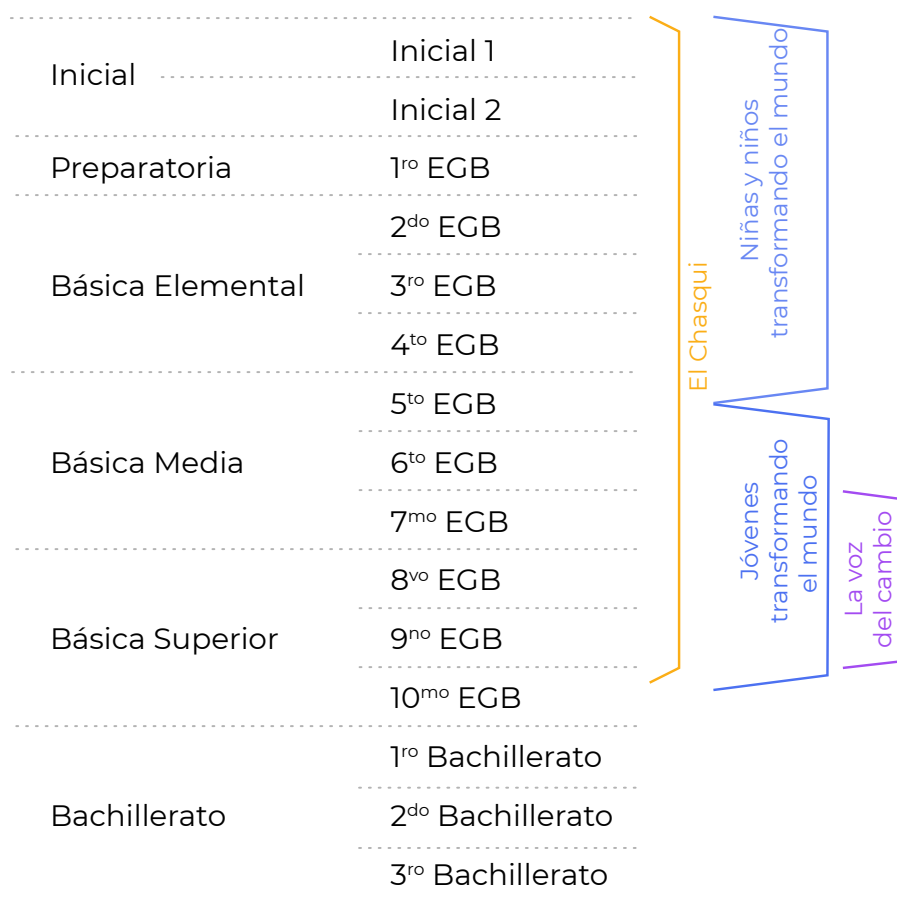 Inicial
Inicial 1
Inicial 2
Preparatoria
1ro EGB
Básica Elemental
2do EGB
3ro EGB
4to EGB
Básica Media
5to EGB
6to EGB
7mo EGB
Básica Superior
8vo EGB
9no EGB
10mo EGB
Bachillerato
1ro Bachillerato
2do Bachillerato
3ro Bachillerato
El Chasqui
Niñas y niños
transformando el mundo
Jóvenes
transformando
el mundo
La voz
del cambio